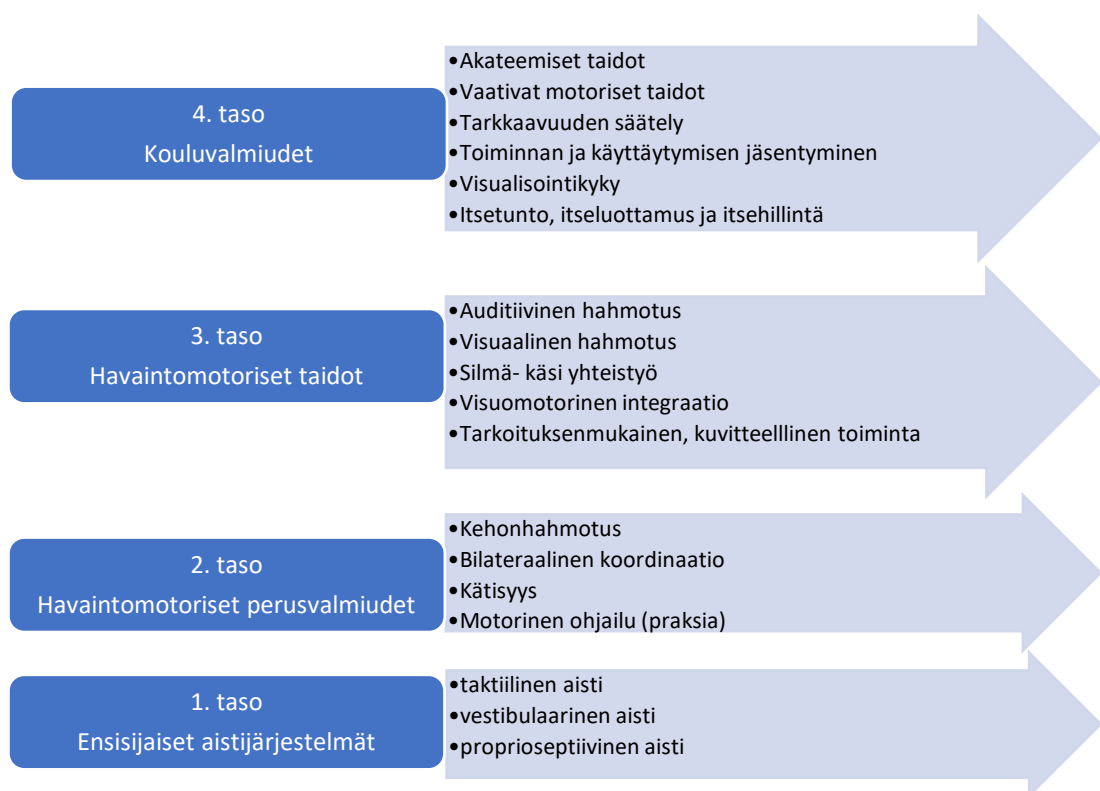 4. taso
Kouluvalmiudet
•Akateemiset taidot
•Vaativat motoriset taidot
•Tarkkaavuuden säätely
•Toiminnan ja käyttäytymisen jäsentyminen
•Visualisointikyky
•Itsetunto, itseluottamus ja itsehillintä
3. taso
Havaintomotoriset taidot
•Auditiivinen hahmotus
•Visuaalinen hahmotus
•Silmä- käsi yhteistyö
•Visuomotorinen integraatio
•Tarkoituksenmukainen, kuvitteelllinen toiminta
2. taso
Havaintomotoriset perusvalmiudet
•Kehonhahmotus
•Bilateraalinen koordinaatio
•Kätisyys
•Motorinen ohjailu (praksia)
1. taso
Ensisijaiset aistijärjestelmät
•taktiilinen aisti
•vestibulaarinen aisti
•proprioseptiivinen aisti